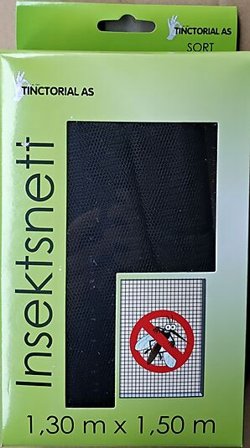 TINCTORIAL AS
SORT
TINCTORIAL AS
Insektsnett
1,30 m x 1,50 m